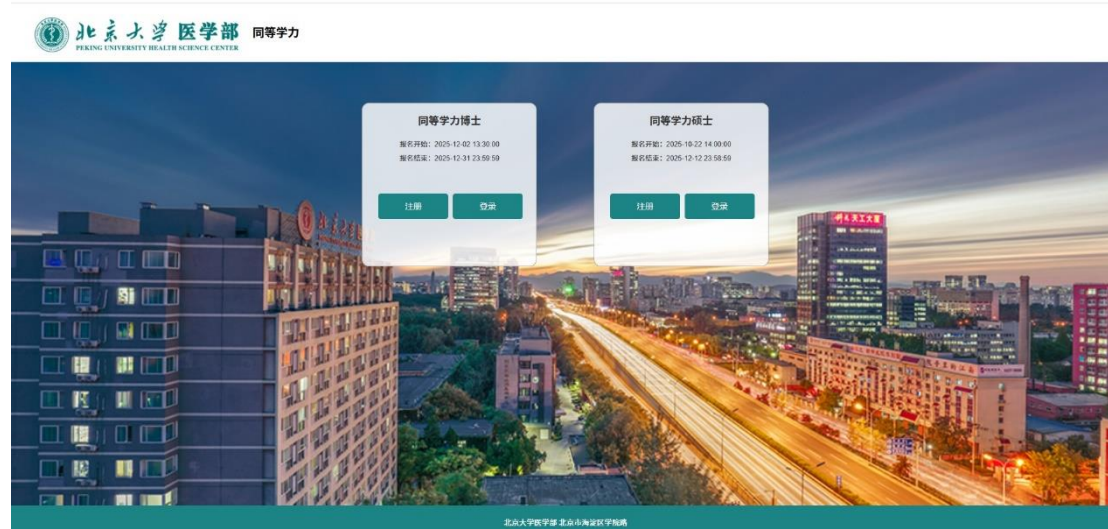 北京大学 医学部 同等学力
PEKING UNIVERSITY HEALTH SCIENCE CENTER
同等学力博士
报名开始：2025-12-02 13:30:00
报名结束：2025-12-31 23:59:59
注册 登录
同等学力硕士
报名开始：2025-10-22 14:00:00
报名结束：2025-12-12 23:59:59
注册 登录
北京大学医学部 北京市海淀区学院路